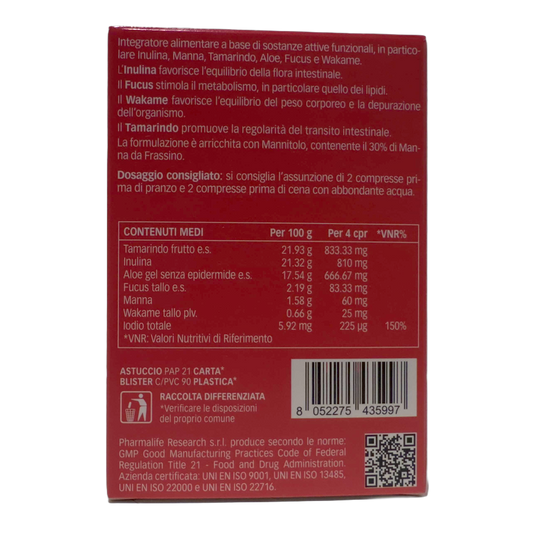 Integratore alimentare a base di sostanze attive funzionali, in partico-
lare Inulina, Manna, Tamarindo, Aloe, Fucus e Wakame.
L'Inulina favorisce l'equilibrio della flora intestinale.
Il Fucus stimola il metabolismo, in particolare quello dei lipidi.
Il Wakame favorisce l'equilibrio del peso corporeo e la depurazione
dell'organismo.
Il Tamarindo promuove la regolarità del transito intestinale.
La formulazione è arricchita con Mannitolo, contenente il 30% di Man-
na da Frassino.
Dosaggio consigliato: si consiglia l'assunzione di 2 compresse pri-
ma di pranzo e 2 compresse prima di cena con abbondante acqua.
CONTENUTI MEDI Per 100 g Per 4 cpr *VNR%
Tamarindo frutto e.s. 21.93 g 833.33 mg
Inulina 21.32 g 810 mg
Aloe gel senza epidermide e.s. 17.54 g 666.67 mg
Fucus tallo e.s. 2.19 g 83.33 mg
Manna 1.58 g 60 mg
Wakame tallo plv. 0.66 g 25 mg
Iodio totale 5.92 mg 225 µg 150%
*VNR: Valori Nutritivi di Riferimento
ASTUCCIO PAP 21 CARTA*
BLISTER C/PVC 90 PLASTICA*
RACCOLTA DIFFERENZIATA
*Verificare le disposizioni
del proprio comune
8 052275 435997
Pharmalife Research s.r.l. produce secondo le norme:
GMP Good Manufacturing Practices Code of Federal
Regulation Title 21 - Food and Drug Administration.
Azienda certificata: UNI EN ISO 9001, UNI EN ISO 13485,
UNI EN ISO 22000 e UNI EN ISO 22716.